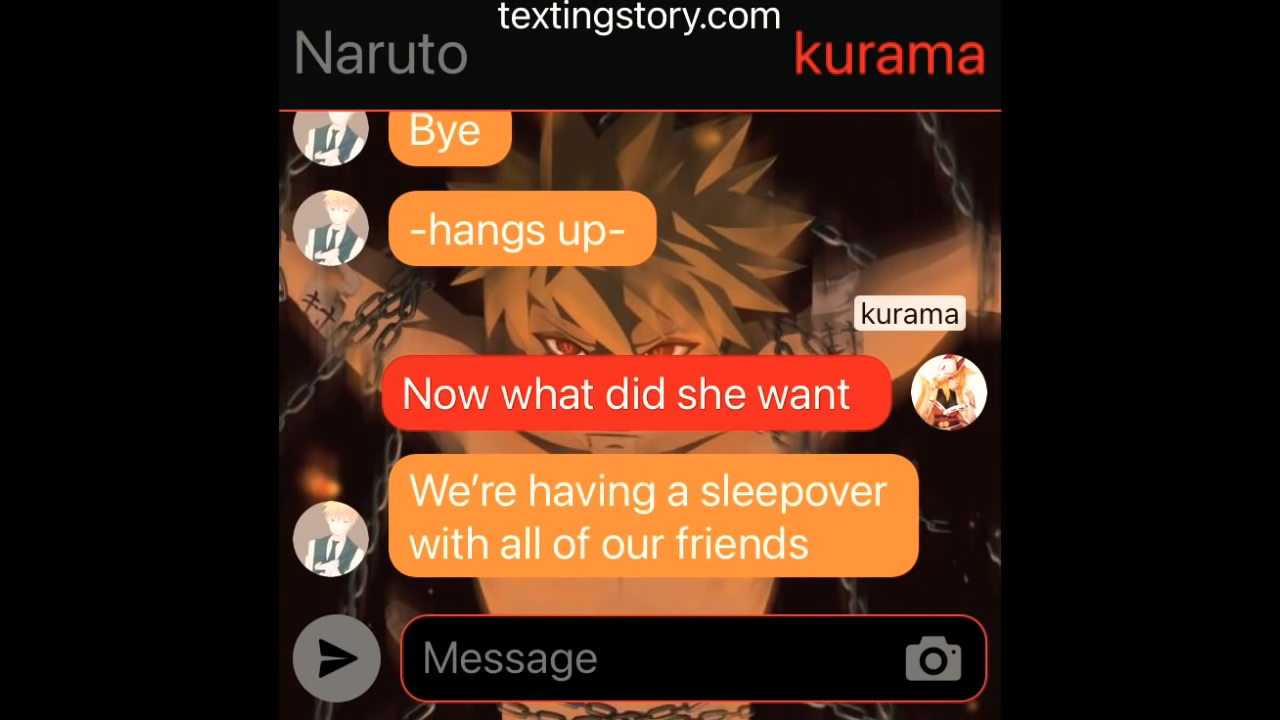 textingstory.com
Naruto
kurama
Bye
-hangs up-
kurama
Now what did she want
We’re having a sleepover
with all of our friends
Message